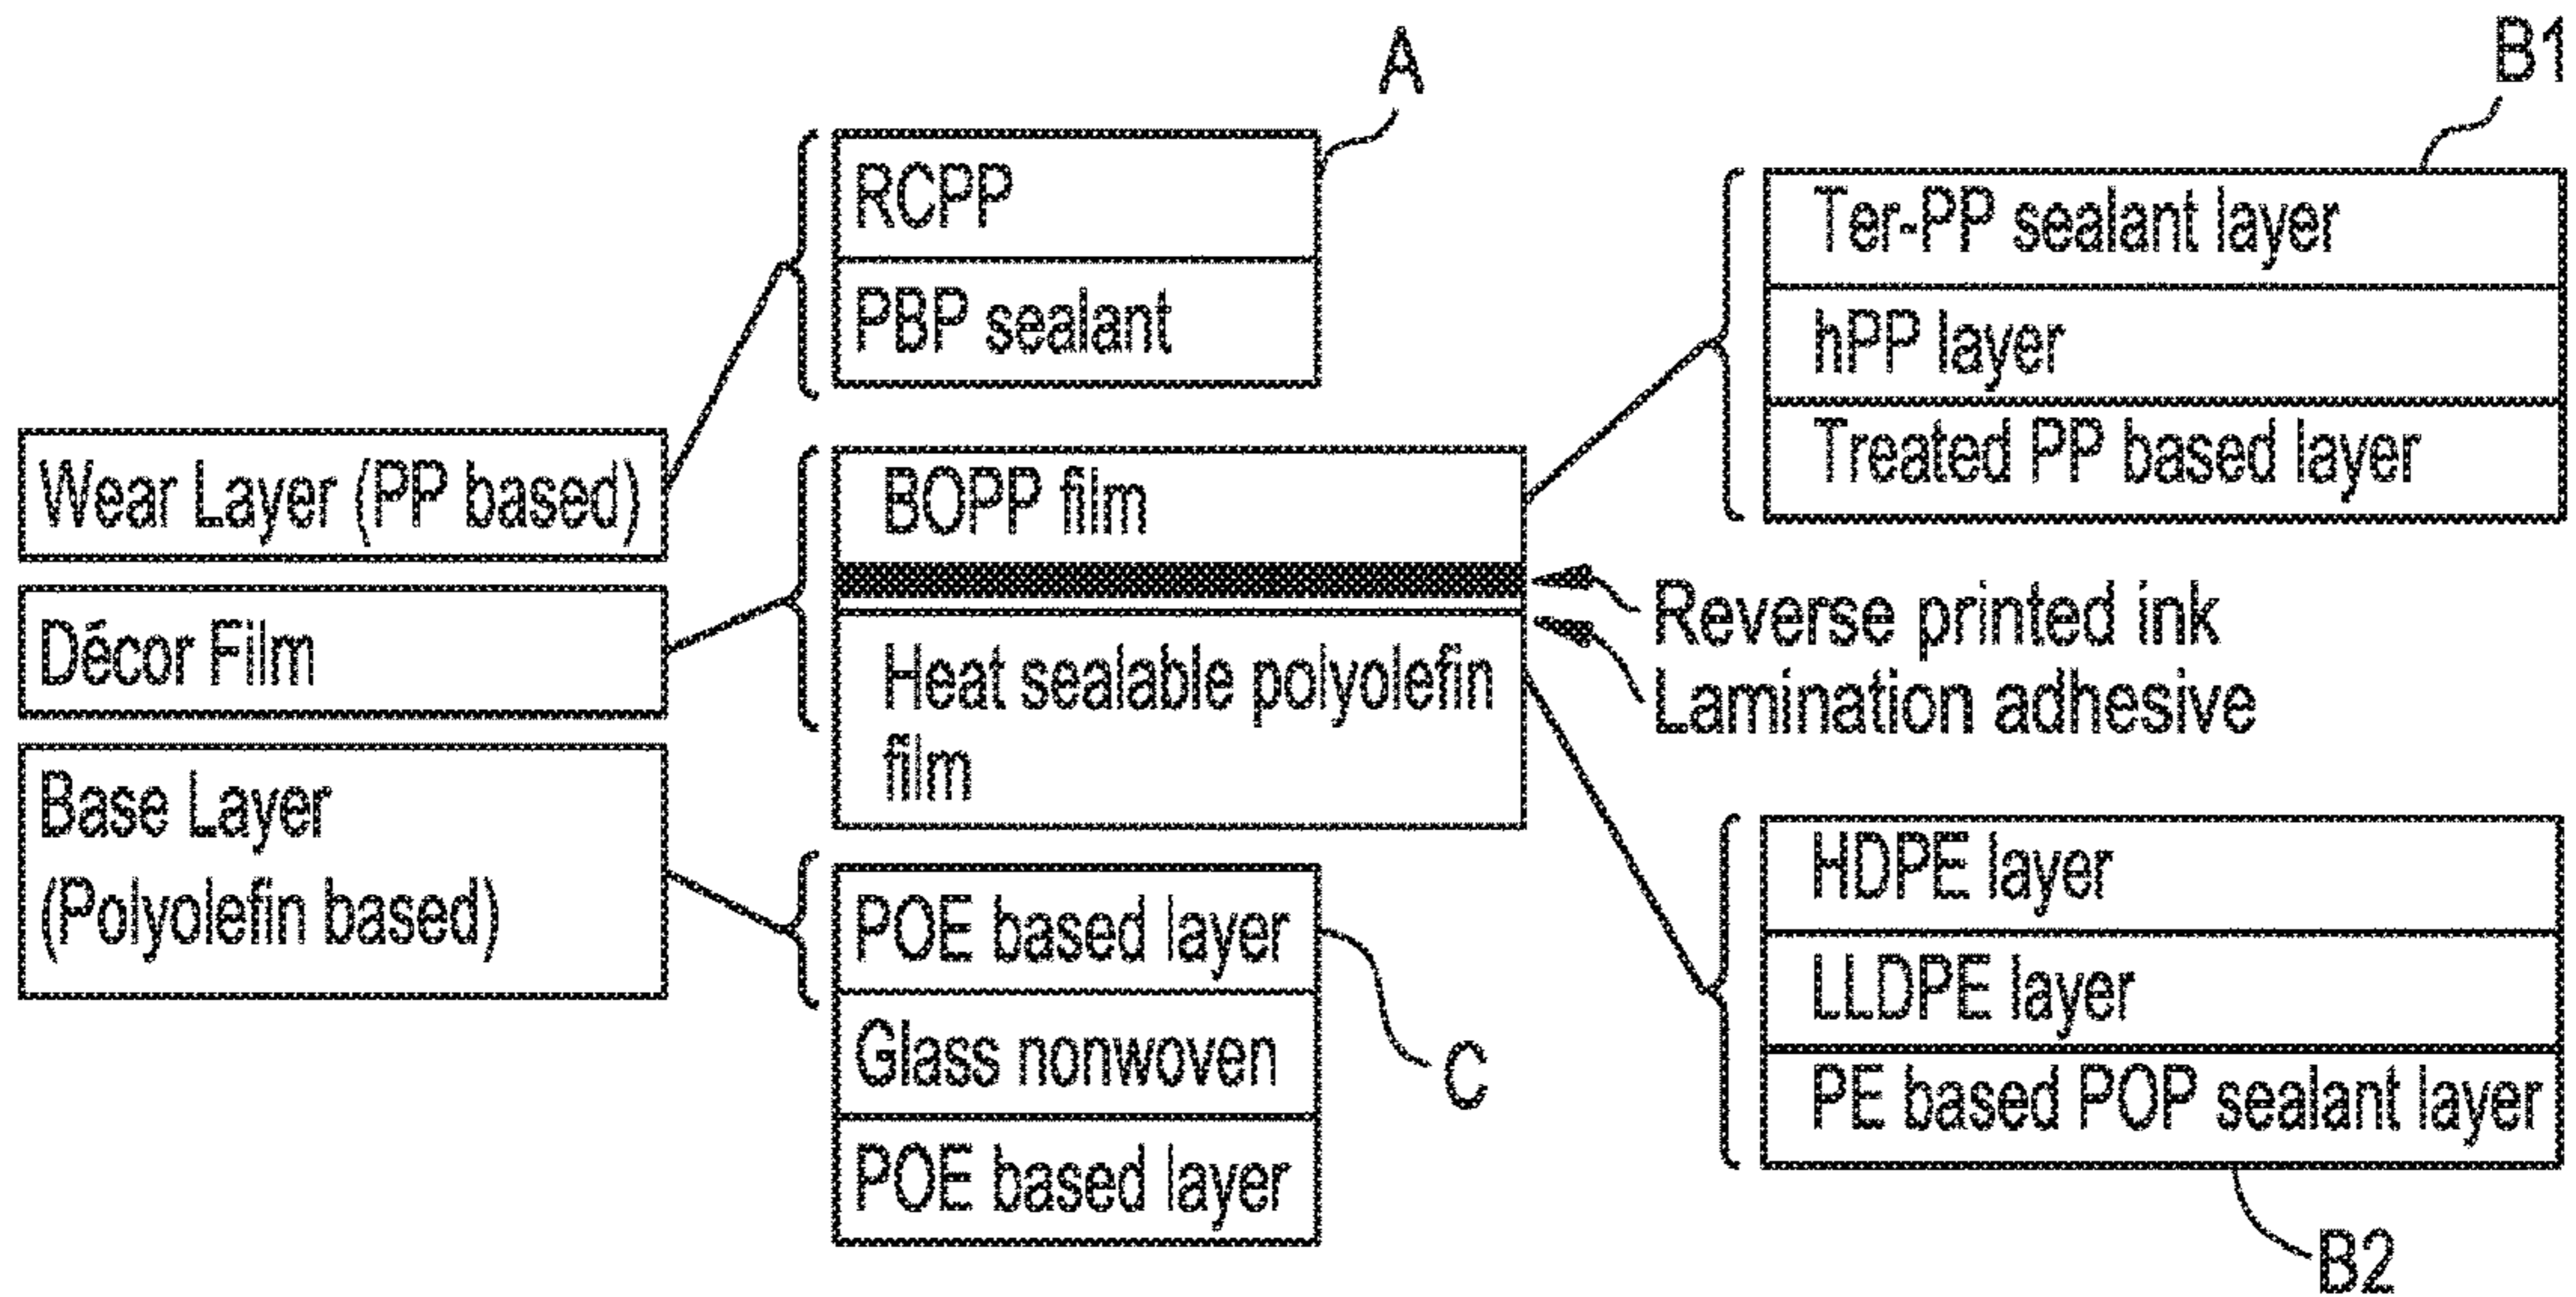 A
B1
RCPP
PBP sealant
Ter-PP sealant layer
hPP layer
Treated PP based layer
Wear Layer (PP based)
Décor Film
Base Layer
(Polyolefin based)
BOPP film
Heat sealable polyolefin
film
Reverse printed ink
Lamination adhesive
POE based layer
Glass nonwoven
POE based layer
C
HDPE layer
LLDPE layer
PE based POP sealant layer
B2